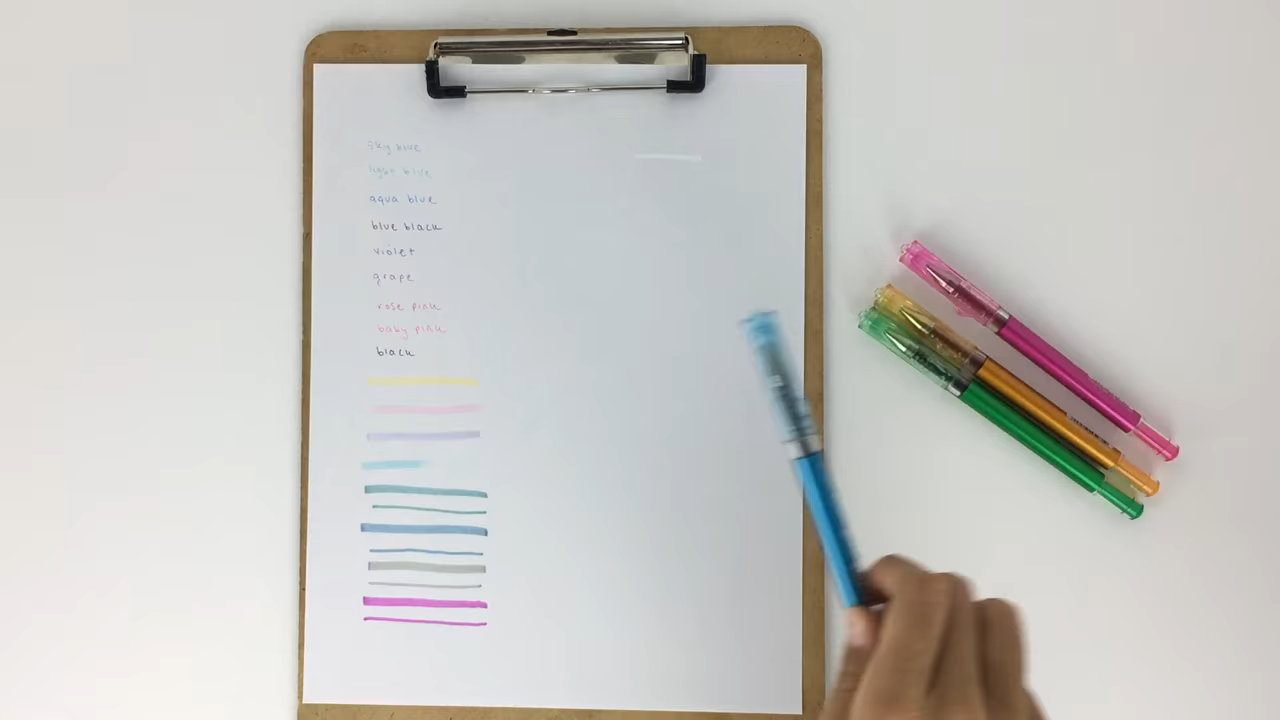 sky blue
light blue
aqua blue
blue black
violet
grape
rose pink
baby pink
black